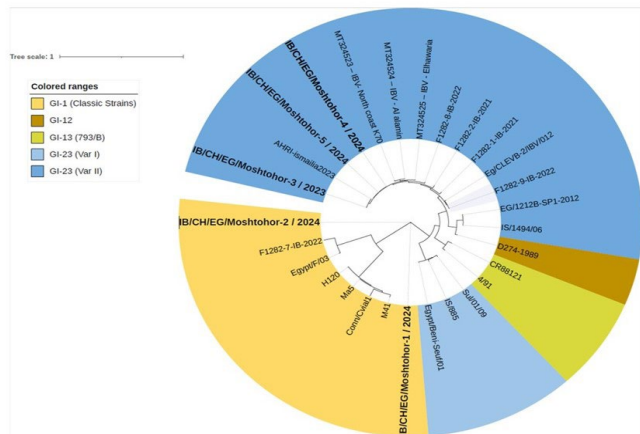 Tree scale: 1
Colored ranges
GI-1 (Classic Strains)
GI-12
GI-13 (793/B)
GI-23 (Var I)
GI-23 (Var II)
IB/CH/EG/Moshtohor-3 / 2023
AHRI-ismailia2023
IB/CH/EG/Moshtohor-5 / 2024
IB/CH/EG/Moshtohor-4 / 2024
MT324523 – IBV- North coast K70
MT324524 – IBV - Al alamin
MT324525 – IBV - Elhawaria
F1282-8-IB-2022
F1282-2-IB-2021
F1282-1-IB-2021
Eg/CLEVB-2/IBV/012
F1282-9-IB-2022
EG/1212B-SP1-2012
IS/1494/06
D274-1989
CR88121
4/91
Sul/01/09
IS/885
Egypt/Beni-Seuf/01
IB/CH/EG/Moshtohor-1 / 2024
M41
Conn/Cvial1
Ma5
H120
Egypt/F/03
F1282-7-IB-2022
IB/CH/EG/Moshtohor-2 / 2024